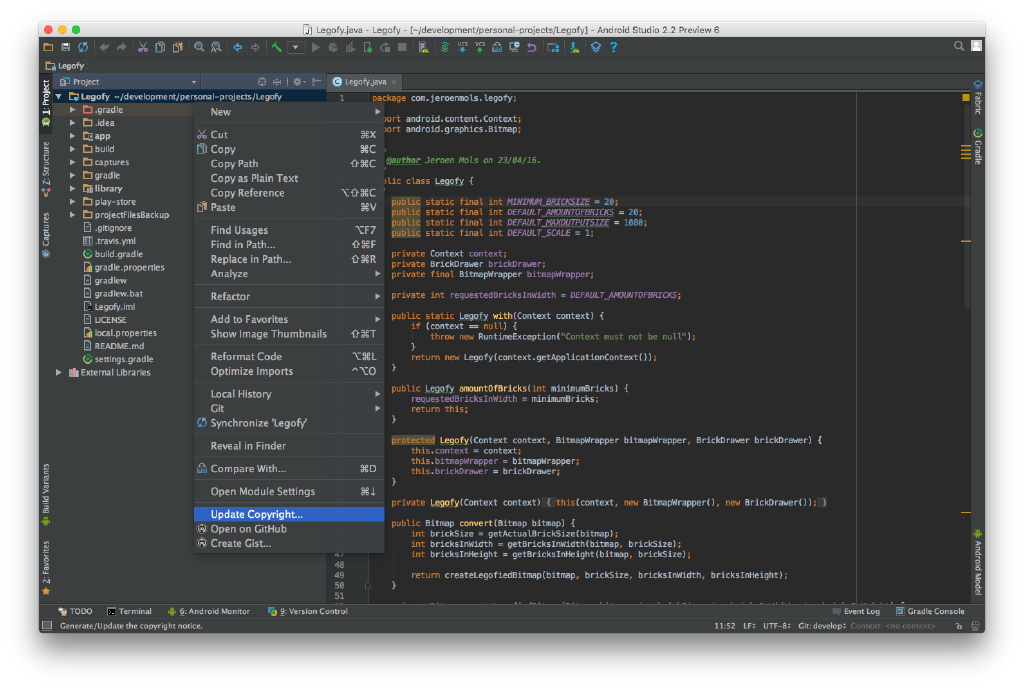 Legofy.java - Legofy - [~/development/personal-projects/Legofy] - Android Studio 2.2 Preview 6
Legofy
Project
Legofy.java
1: Project
Z: Structure
Captures
Build Variants
2: Favorites
Legofy ~/development/personal-projects/Legofy
.gradle
.idea
app
build
captures
gradle
library
play-store
projectFilesBackup
.gitignore
.travis.yml
build.gradle
gradle.properties
gradlew
gradlew.bat
Legofy.iml
LICENSE
local.properties
README.md
settings.gradle
External Libraries
New
Cut ⌘X
Copy ⌘C
Copy Path ⇧⌘C
Copy as Plain Text
Copy Reference ⌥⇧⌘C
Paste ⌘V
Find Usages ⌥F7
Find in Path... ⇧⌘F
Replace in Path... ⇧⌘R
Analyze
Refactor
Add to Favorites
Show Image Thumbnails ⇧⌘T
Reformat Code ⌥⌘L
Optimize Imports ^⌥O
Local History
Git
Synchronize 'Legofy'
Reveal in Finder
Compare With... ⌘D
Open Module Settings ⌘↓
Update Copyright...
Open on GitHub
Create Gist...
1 package com.jeroenmols.legofy;
ort android.content.Context;
ort android.graphics.Bitmap;
@author Jeroen Mols on 23/04/16.
lic class Legofy {
public static final int MINIMUM_BRICKSIZE = 20;
public static final int DEFAULT_AMOUNTOFBRICKS = 20;
public static final int DEFAULT_MAXOUTPUTSIZE = 1080;
public static final int DEFAULT_SCALE = 1;
private Context context;
private BrickDrawer brickDrawer;
private final BitmapWrapper bitmapWrapper;
private int requestedBricksInWidth = DEFAULT_AMOUNTOFBRICKS;
public static Legofy with(Context context) {
if (context == null) {
throw new RuntimeException("Context must not be null");
}
return new Legofy(context.getApplicationContext());
}
public Legofy amountOfBricks(int minimumBricks) {
requestedBricksInWidth = minimumBricks;
return this;
}
protected Legofy(Context context, BitmapWrapper bitmapWrapper, BrickDrawer brickDrawer) {
this.context = context;
this.bitmapWrapper = bitmapWrapper;
this.brickDrawer = brickDrawer;
}
private Legofy(Context context) { this(context, new BitmapWrapper(), new BrickDrawer()); }
public Bitmap convert(Bitmap bitmap) {
int brickSize = getActualBrickSize(bitmap);
int bricksInWidth = getBricksInWidth(bitmap, brickSize);
47 int bricksInHeight = getBricksInHeight(bitmap, brickSize);
48
49 return createLegofiedBitmap(bitmap, brickSize, bricksInWidth, bricksInHeight);
50 }
51
Fabric
Gradle
Android Model
TODO
Terminal
6: Android Monitor
9: Version Control
Event Log
Gradle Console
Generate/Update the copyright notice.
11:52 LF÷ UTF-8÷ Git: develop÷ Context: <no context>